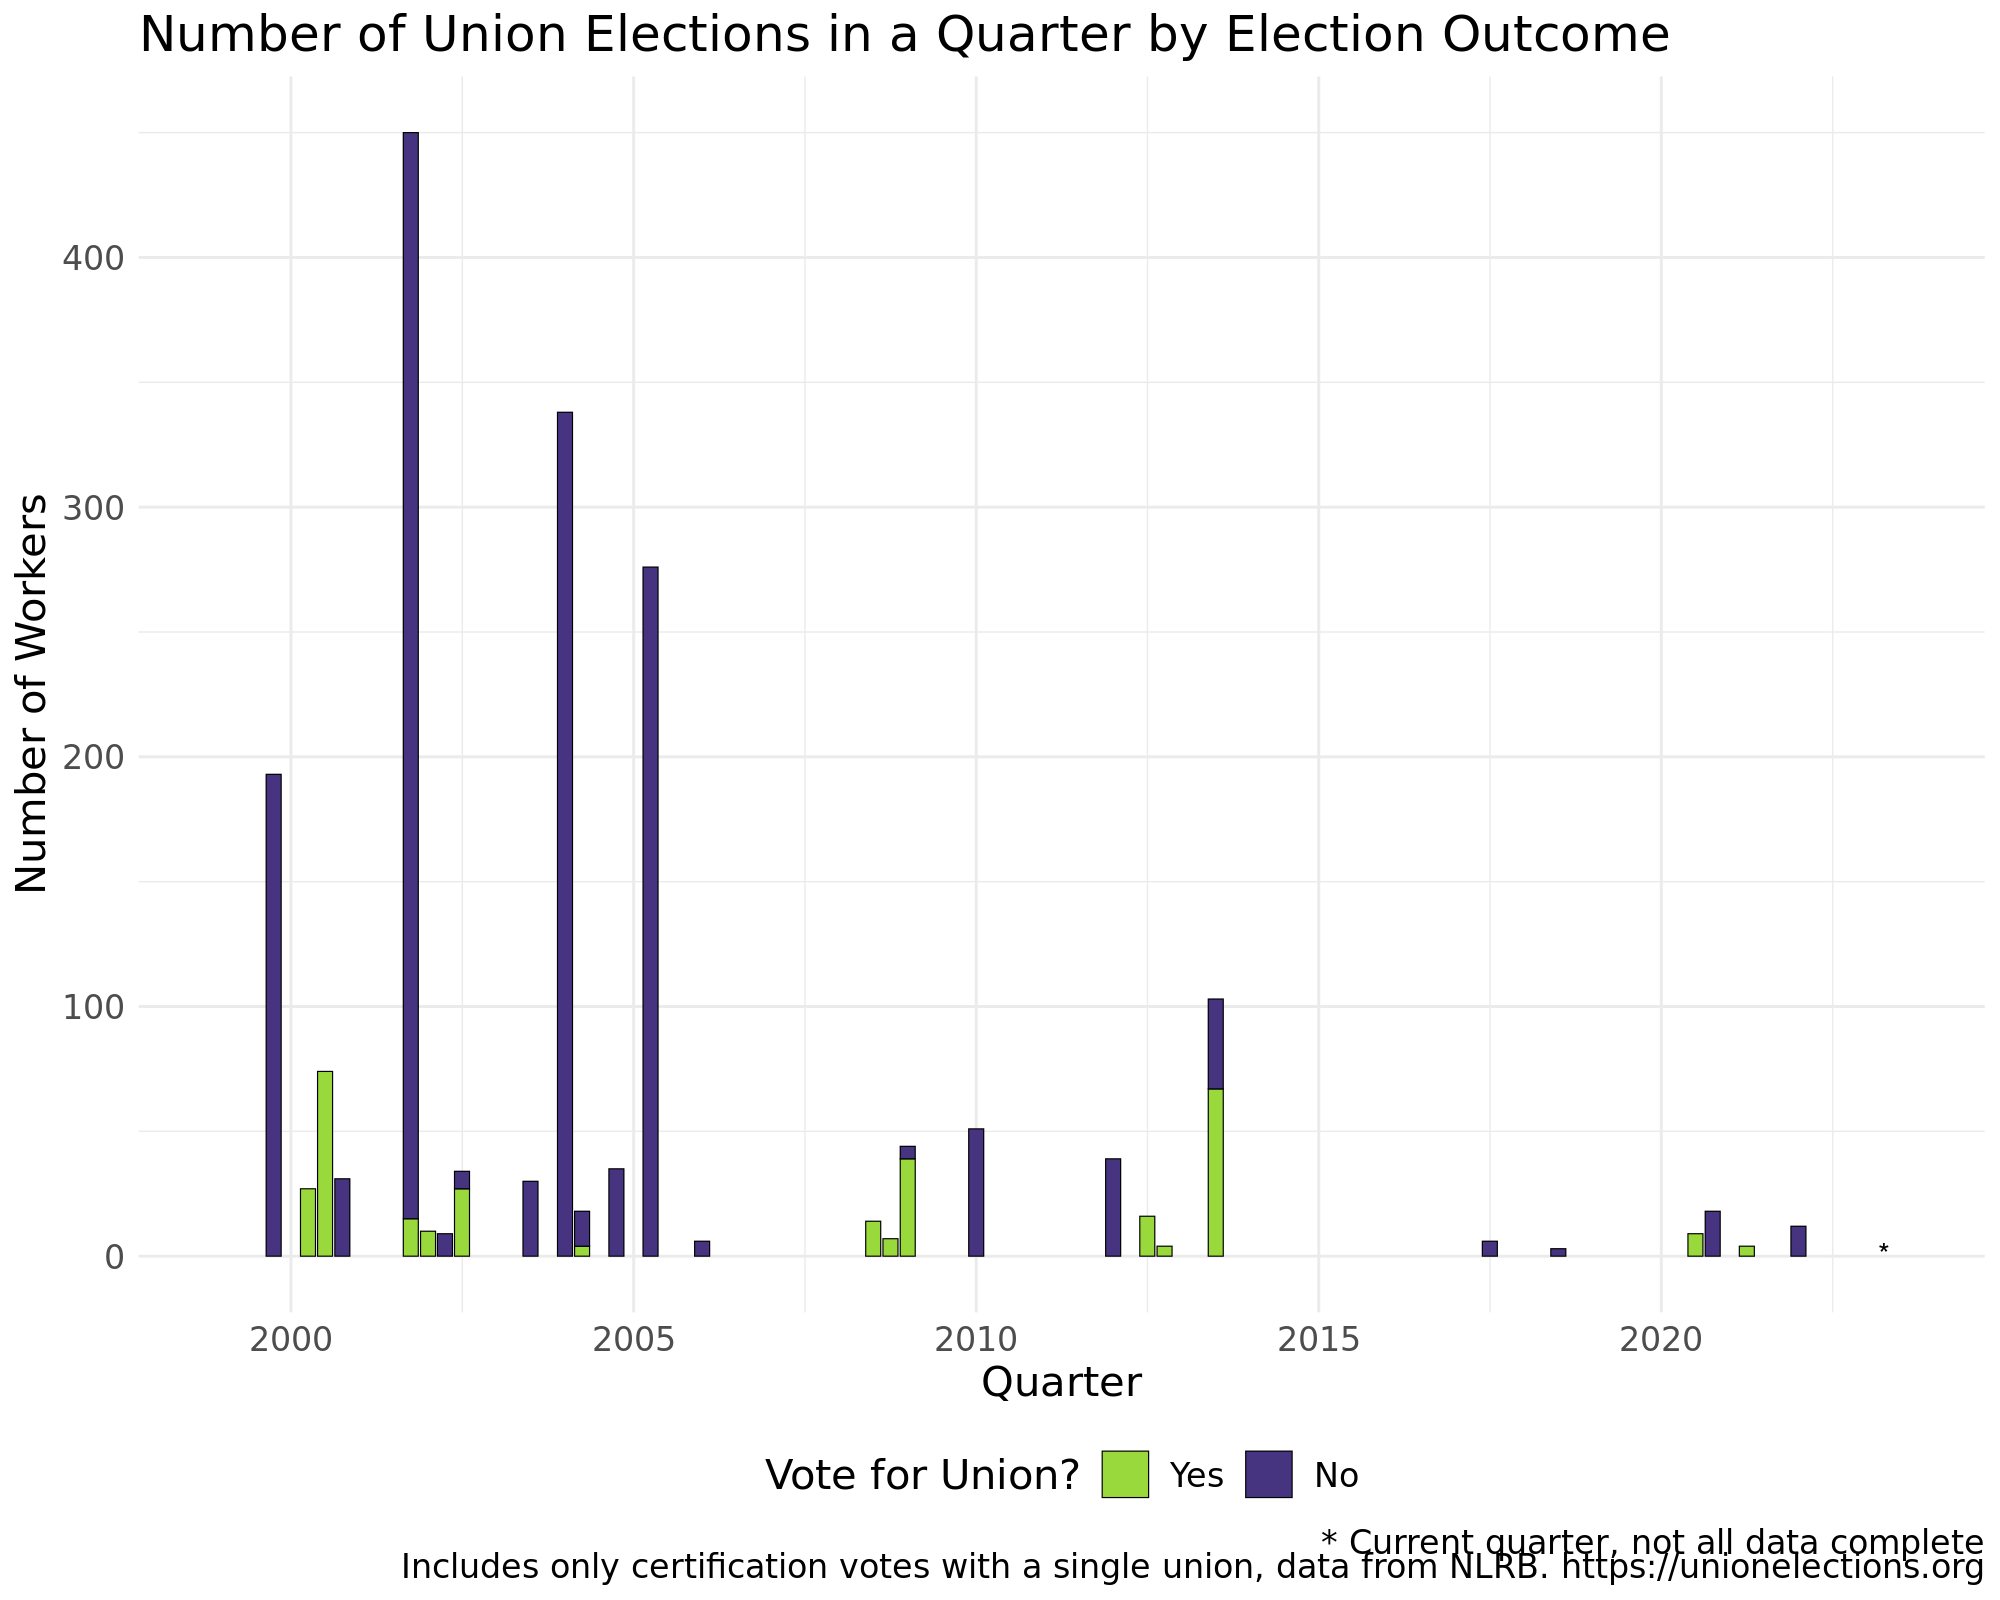 Number of Union Elections in a Quarter by Election Outcome
Number of Workers
400
300
200
100
0
*
2000 2005 2010 2015 2020
Quarter
Vote for Union? Yes No
* Current quarter, not all data complete
Includes only certification votes with a single union, data from NLRB. https://unionelections.org